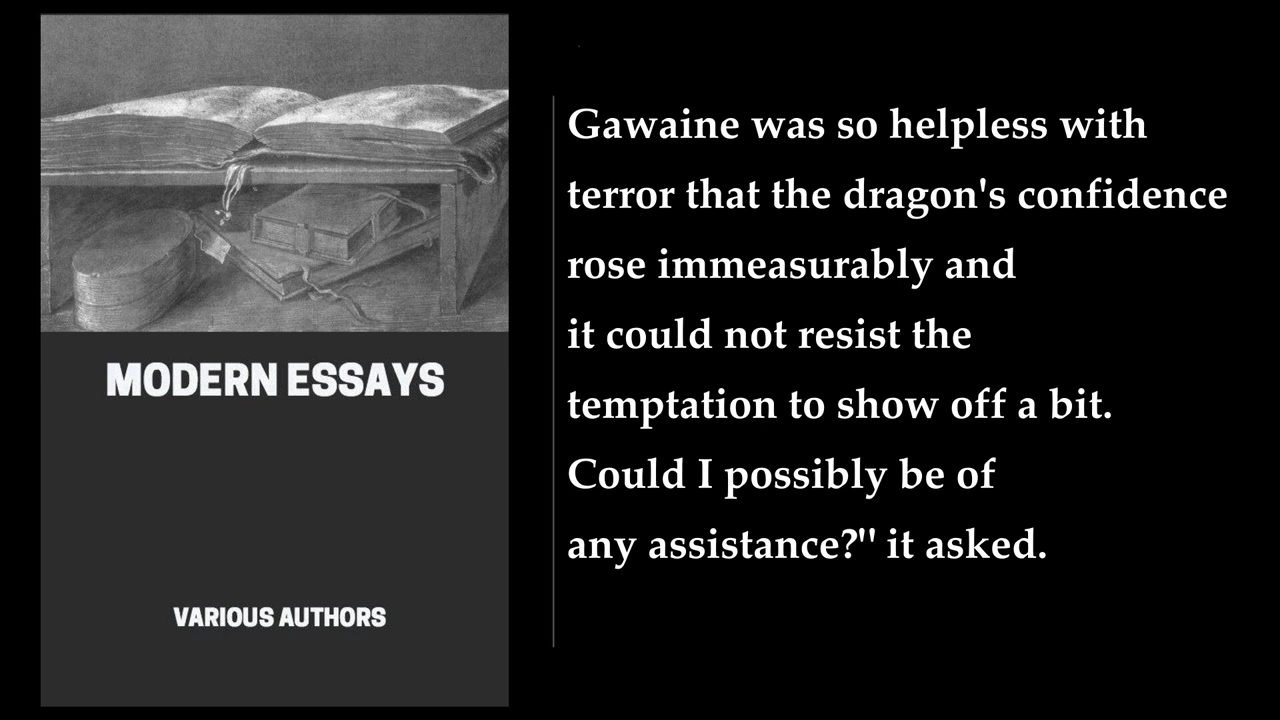 MODERN ESSAYS
VARIOUS AUTHORS
Gawaine was so helpless with
terror that the dragon's confidence
rose immeasurably and
it could not resist the
temptation to show off a bit.
Could I possibly be of
any assistance?" it asked.